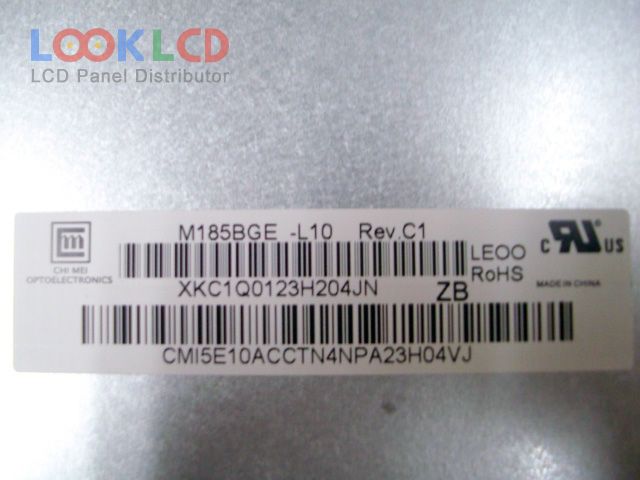 LOOKLCD
LCD Panel Distributor
M185BGE -L10 Rev.C1
CHI MEI
OPTOELECTRONICS
LEOO
RoHS
C RU US
XKC1Q0123H204JN ZB
MADE IN CHINA
CMI5E10ACCTN4NPA23H04VJ